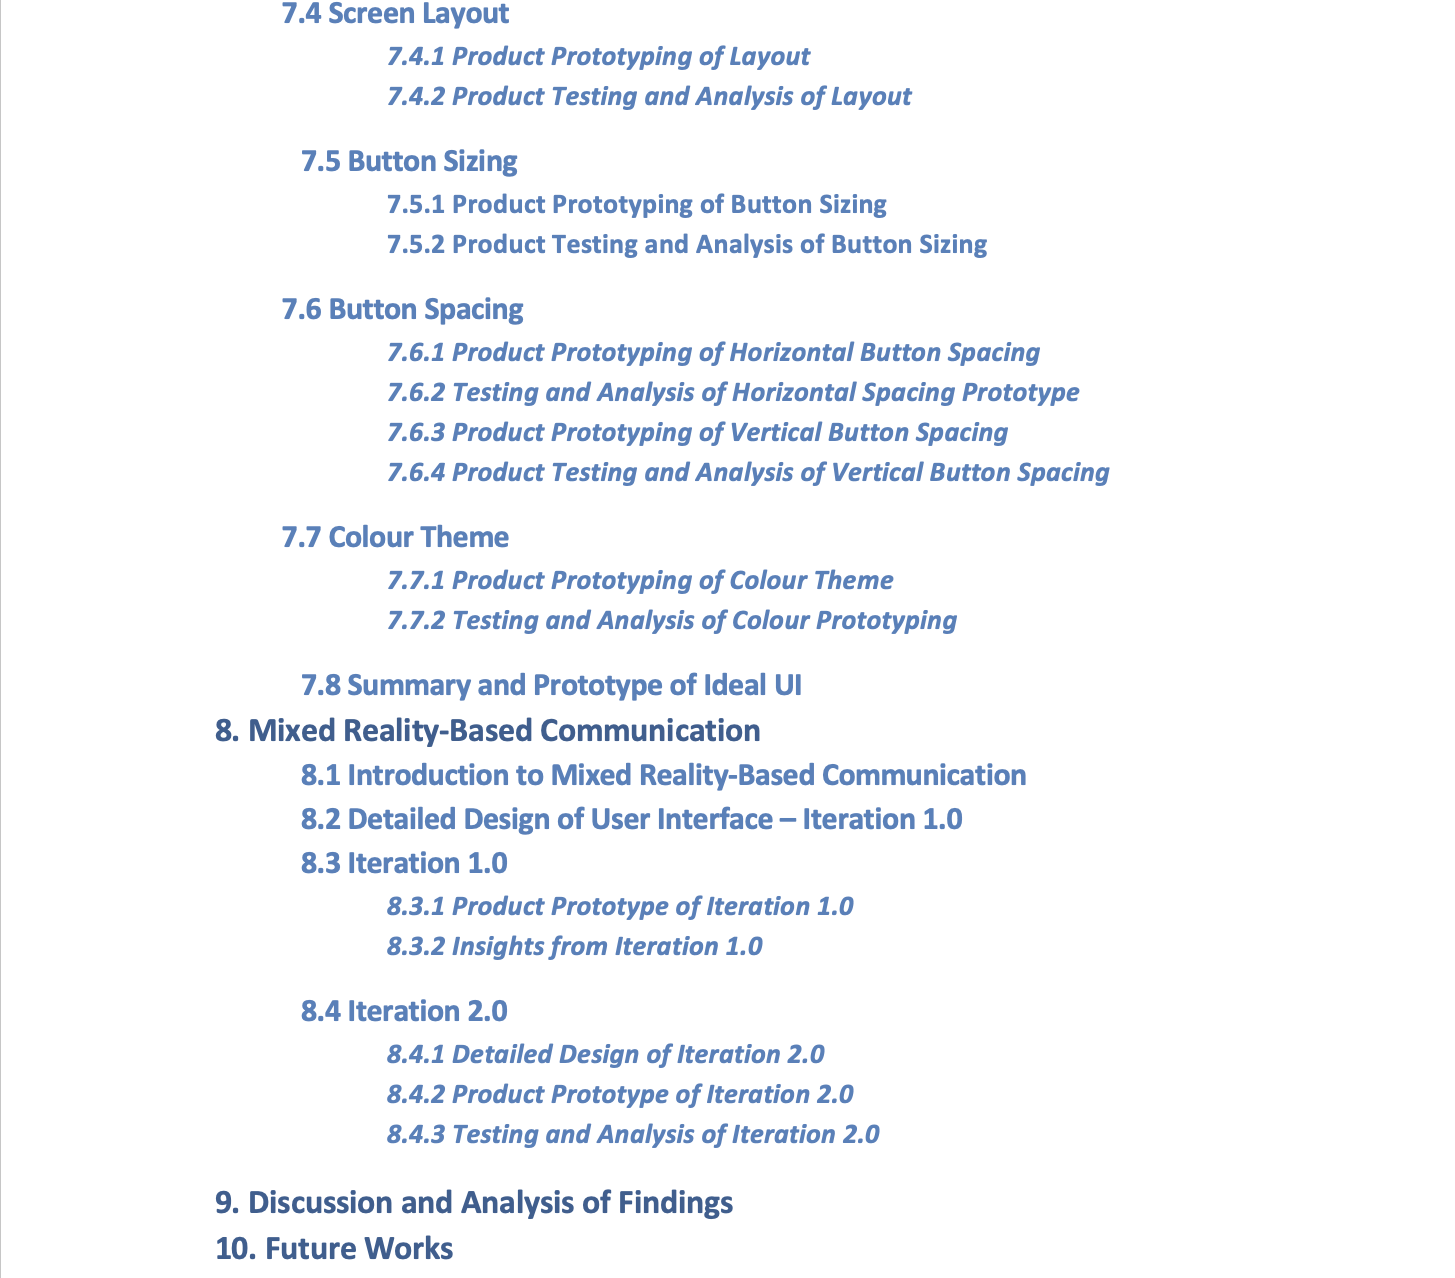 7.4 Screen Layout
7.4.1 Product Prototyping of Layout
7.4.2 Product Testing and Analysis of Layout
7.5 Button Sizing
7.5.1 Product Prototyping of Button Sizing
7.5.2 Product Testing and Analysis of Button Sizing
7.6 Button Spacing
7.6.1 Product Prototyping of Horizontal Button Spacing
7.6.2 Testing and Analysis of Horizontal Spacing Prototype
7.6.3 Product Prototyping of Vertical Button Spacing
7.6.4 Product Testing and Analysis of Vertical Button Spacing
7.7 Colour Theme
7.7.1 Product Prototyping of Colour Theme
7.7.2 Testing and Analysis of Colour Prototyping
7.8 Summary and Prototype of Ideal UI
8. Mixed Reality-Based Communication
8.1 Introduction to Mixed Reality-Based Communication
8.2 Detailed Design of User Interface – Iteration 1.0
8.3 Iteration 1.0
8.3.1 Product Prototype of Iteration 1.0
8.3.2 Insights from Iteration 1.0
8.4 Iteration 2.0
8.4.1 Detailed Design of Iteration 2.0
8.4.2 Product Prototype of Iteration 2.0
8.4.3 Testing and Analysis of Iteration 2.0
9. Discussion and Analysis of Findings
10. Future Works